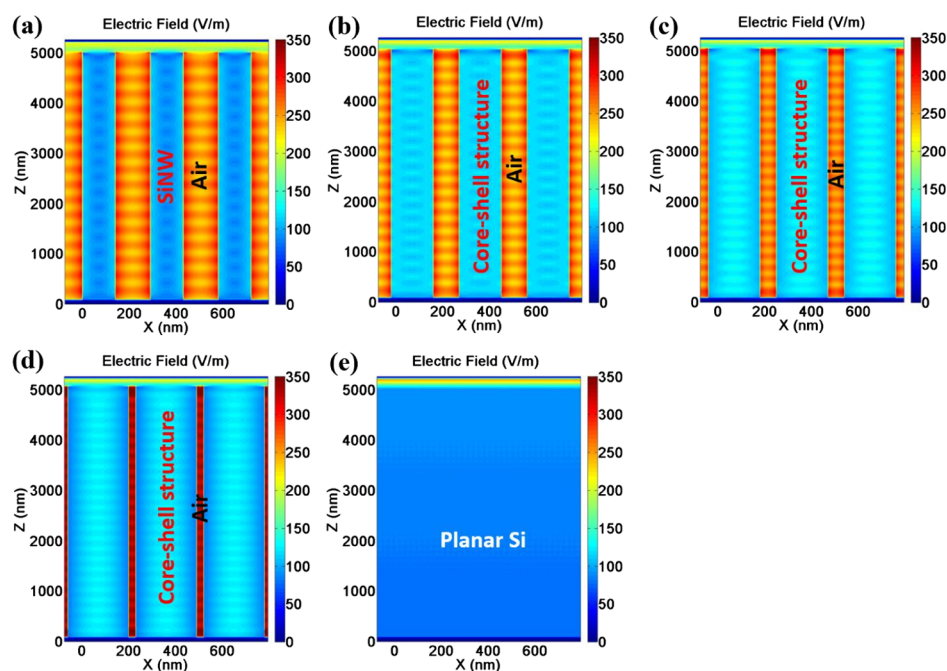 (a)
Electric Field (V/m)
5000
4000
3000
2000
1000
0
Z (nm)
0 200 400 600
X (nm)
SiNW
Air
350
300
250
200
150
100
50
0
(b)
Electric Field (V/m)
5000
4000
3000
2000
1000
0
Z (nm)
0 200 400 600
X (nm)
Core-shell structure
Air
350
300
250
200
150
100
50
0
(c)
Electric Field (V/m)
5000
4000
3000
2000
1000
0
Z (nm)
0 200 400 600
X (nm)
Core-shell structure
Air
350
300
250
200
150
100
50
0
(d)
Electric Field (V/m)
5000
4000
3000
2000
1000
0
Z (nm)
0 200 400 600
X (nm)
Core-shell structure
Air
350
300
250
200
150
100
50
0
(e)
Electric Field (V/m)
5000
4000
3000
2000
1000
0
Z (nm)
0 200 400 600
X (nm)
Planar Si
350
300
250
200
150
100
50
0